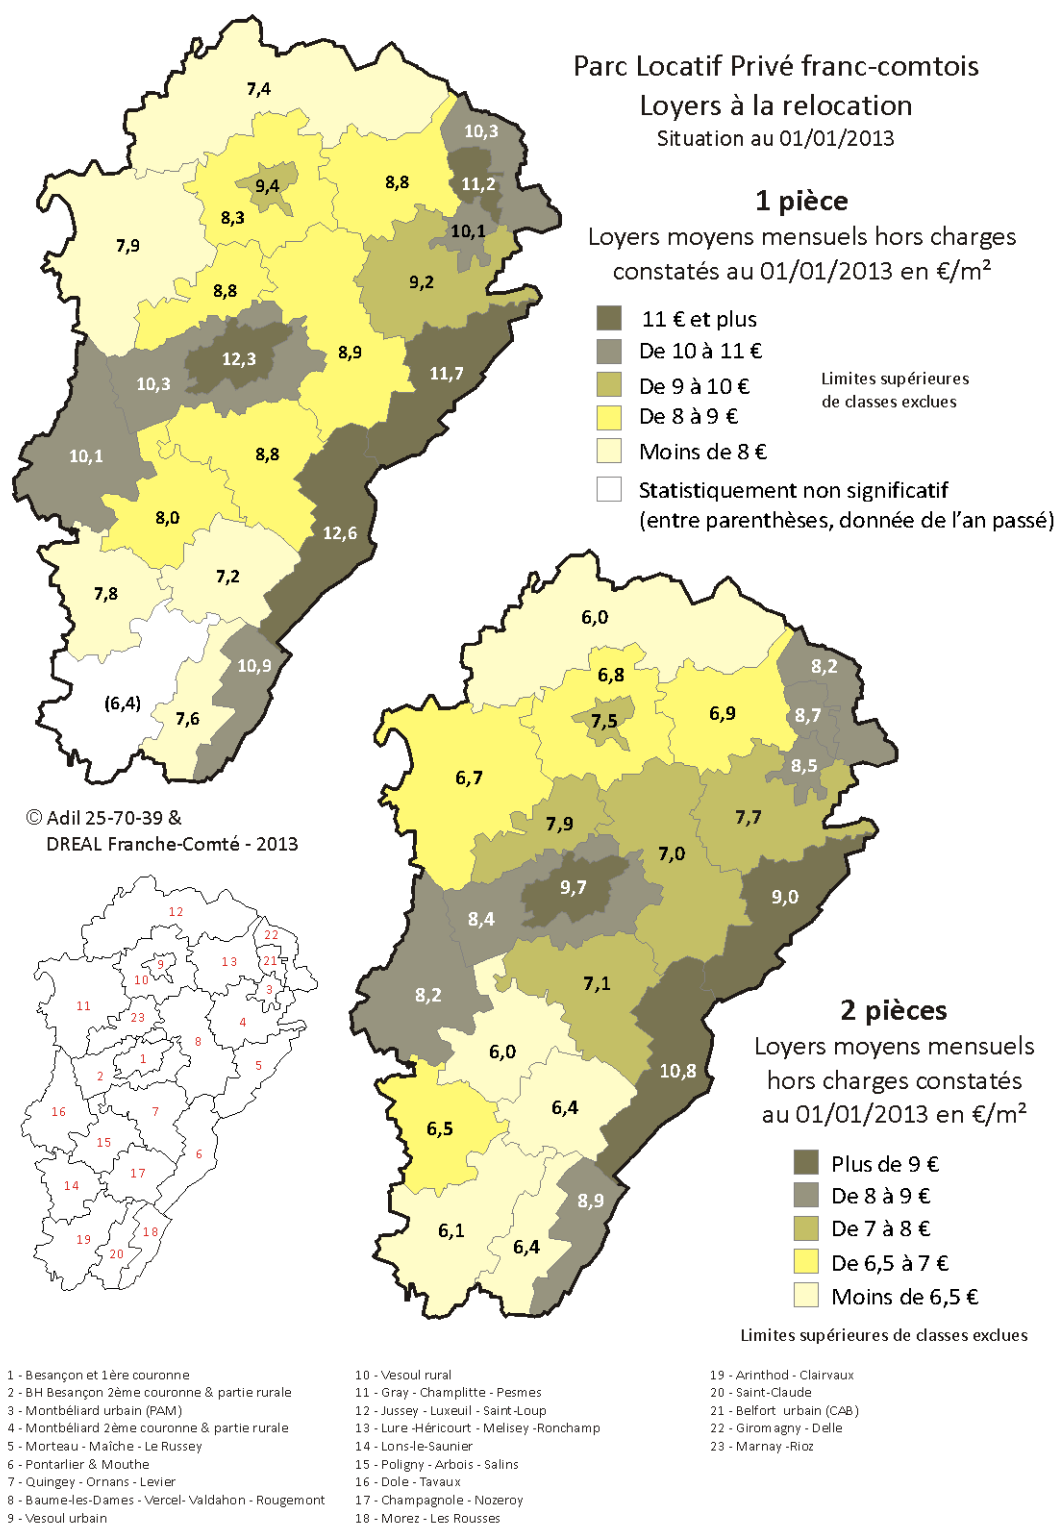 Parc Locatif Privé franc-comtois
Loyers à la relocation
Situation au 01/01/2013
1 pièce
Loyers moyens mensuels hors charges
constatés au 01/01/2013 en €/m²
11 € et plus
De 10 à 11 €
De 9 à 10 €
De 8 à 9 €
Moins de 8 €
Statistiquement non significatif
(entre parenthèses, donnée de l'an passé)
Limites supérieures
de classes exclues
7,4
10,3
9,4
8,8
11,2
8,3
10,1
7,9
9,2
8,8
12,3
8,9
10,3
11,7
10,1
8,8
8,0
12,6
7,2
7,8
10,9
(6,4)
7,6
© Adil 25-70-39 &
DREAL Franche-Comté - 2013
6,0
8,2
6,8
7,5
6,9
8,7
8,5
6,7
7,9
7,7
7,0
9,7
9,0
8,4
8,2
7,1
6,0
10,8
6,4
6,5
8,9
6,1
6,4
2 pièces
Loyers moyens mensuels
hors charges constatés
au 01/01/2013 en €/m²
Plus de 9 €
De 8 à 9 €
De 7 à 8 €
De 6,5 à 7 €
Moins de 6,5 €
Limites supérieures de classes exclues
12
22
9
13
21
10
3
11
23
4
8
1
5
2
16
7
15
6
17
14
18
19
20
1 - Besançon et 1ère couronne
2 - BH Besançon 2ème couronne & partie rurale
3 - Montbéliard urbain (PAM)
4 - Montbéliard 2ème couronne & partie rurale
5 - Morteau - Maîche - Le Russey
6 - Pontarlier & Mouthe
7 - Quingey - Ornans - Levier
8 - Baume-les-Dames - Vercel- Valdahon - Rougemont
9 - Vesoul urbain
10 - Vesoul rural
11 - Gray - Champlitte - Pesmes
12 - Jussey - Luxeuil - Saint-Loup
13 - Lure -Héricourt - Melisey -Ronchamp
14 - Lons-le-Saunier
15 - Poligny - Arbois - Salins
16 - Dole - Tavaux
17 - Champagnole - Nozeroy
18 - Morez - Les Rousses
19 - Arinthod - Clairvaux
20 - Saint-Claude
21 - Belfort urbain (CAB)
22 - Giromagny - Delle
23 - Marnay -Rioz